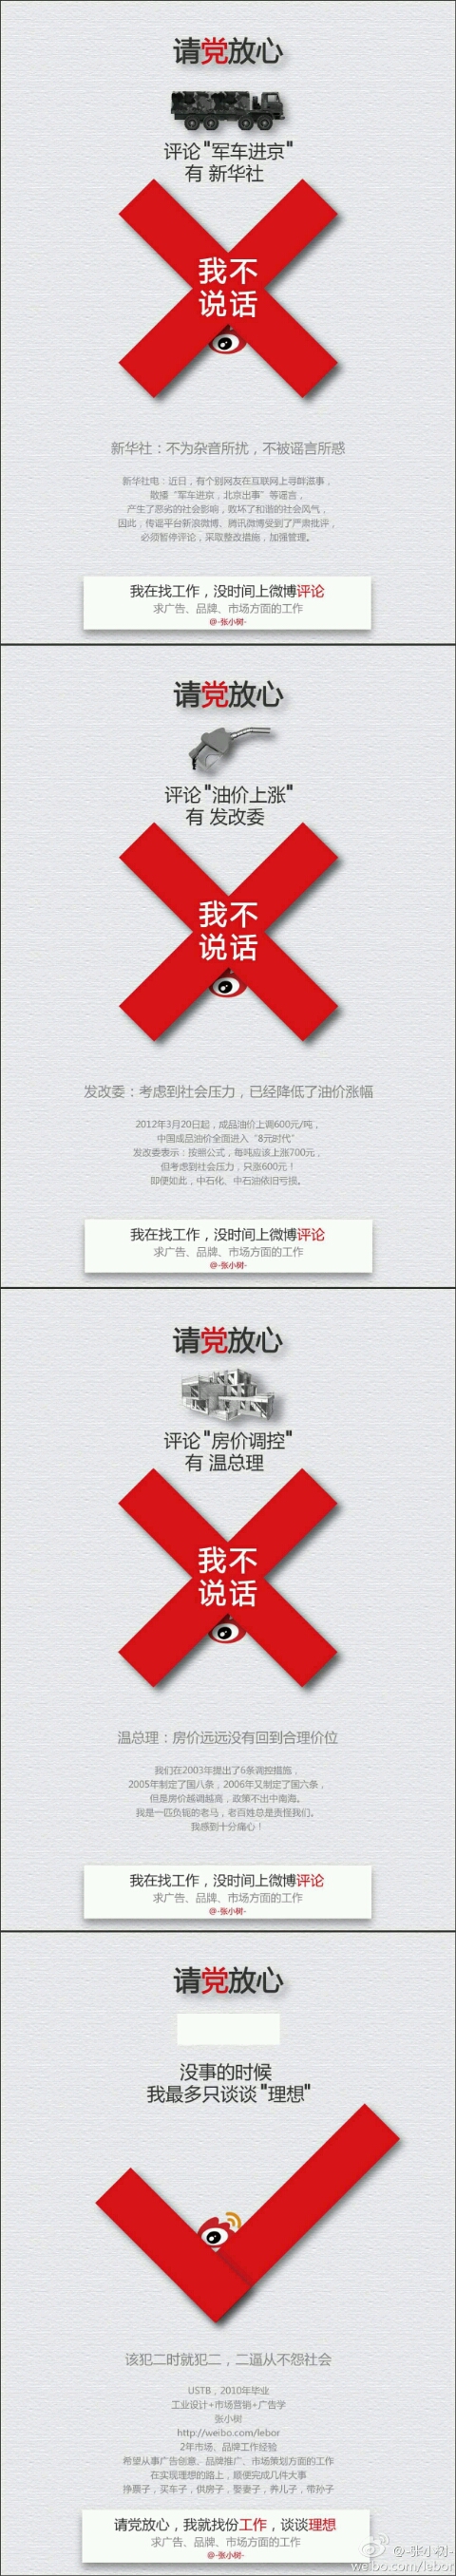 请党放心
评论"军车进京"
有 新华社
我不
说话
新华社：不为杂音所扰，不被谣言所惑
新华社电：近日，有个别网友在互联网上寻衅滋事，
散播“军车进京，北京出事”等谣言，
产生了恶劣的社会影响，败坏了和谐的社会风气，
因此，传谣平台新浪微博、腾讯微博受到了严肃批评，
必须暂停评论，采取整改措施，加强管理。
我在找工作，没时间上微博评论
求广告、品牌、市场方面的工作
@-张小树-
请党放心
评论"油价上涨"
有 发改委
我不
说话
发改委：考虑到社会压力，已经降低了油价涨幅
2012年3月20日起，成品油价上调600元/吨，
中国成品油价全面进入“8元时代”
发改委表示：按照公式，每吨应该上涨700元，
但考虑到社会压力，只涨600元！
即便如此，中石化、中石油依旧亏损。
我在找工作，没时间上微博评论
求广告、品牌、市场方面的工作
@-张小树-
请党放心
评论"房价调控"
有 温总理
我不
说话
温总理：房价远远没有回到合理价位
我们在2003年提出了6条调控措施，
2005年制定了国八条，2006年又制定了国六条，
但是房价越调越高，政策不出中南海。
我是一匹负轭的老马，老百姓总是责怪我们。
我感到十分痛心！
我在找工作，没时间上微博评论
求广告、品牌、市场方面的工作
@-张小树-
请党放心
没事的时候
我最多只谈谈"理想"
该犯二时就犯二，二逼从不怨社会
USTB，2010年毕业
工业设计+市场营销+广告学
张小树
http://weibo.com/lebor
2年市场、品牌工作经验
希望从事广告创意、品牌推广、市场策划方面的工作
在实现理想的路上，顺便完成几件大事
挣票子，买车子，供房子，娶妻子，养儿子，带孙子
请党放心，我就找份工作，谈谈理想
求广告、品牌、市场方面的工作
@-张小树-
@-张小树-
weibo.com/lebor